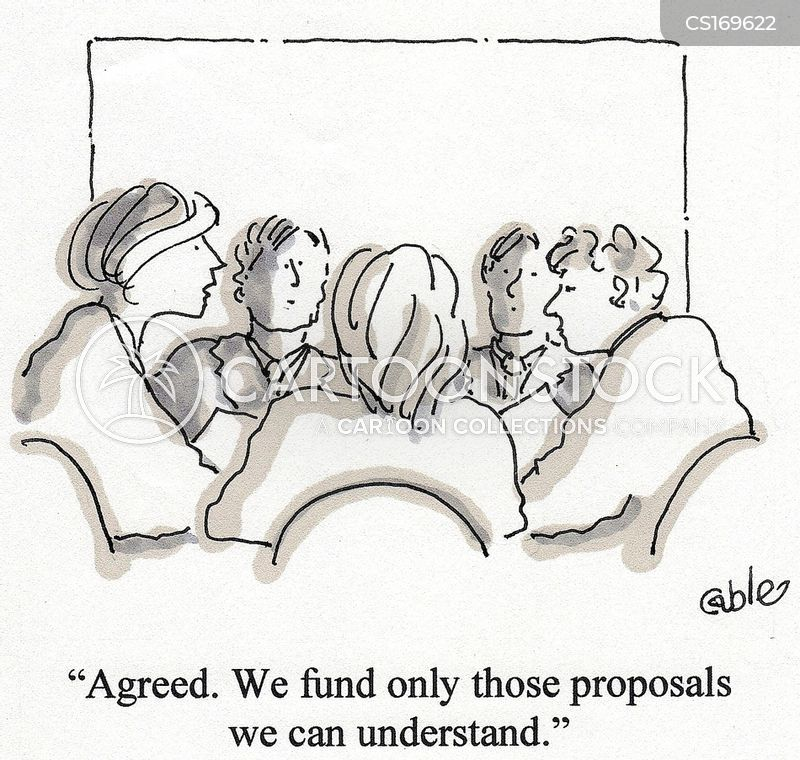 CS169622
CARTOONSTOCK
A CARTOON COLLECTIONS COMPANY
Cable
“Agreed. We fund only those proposals
we can understand.”